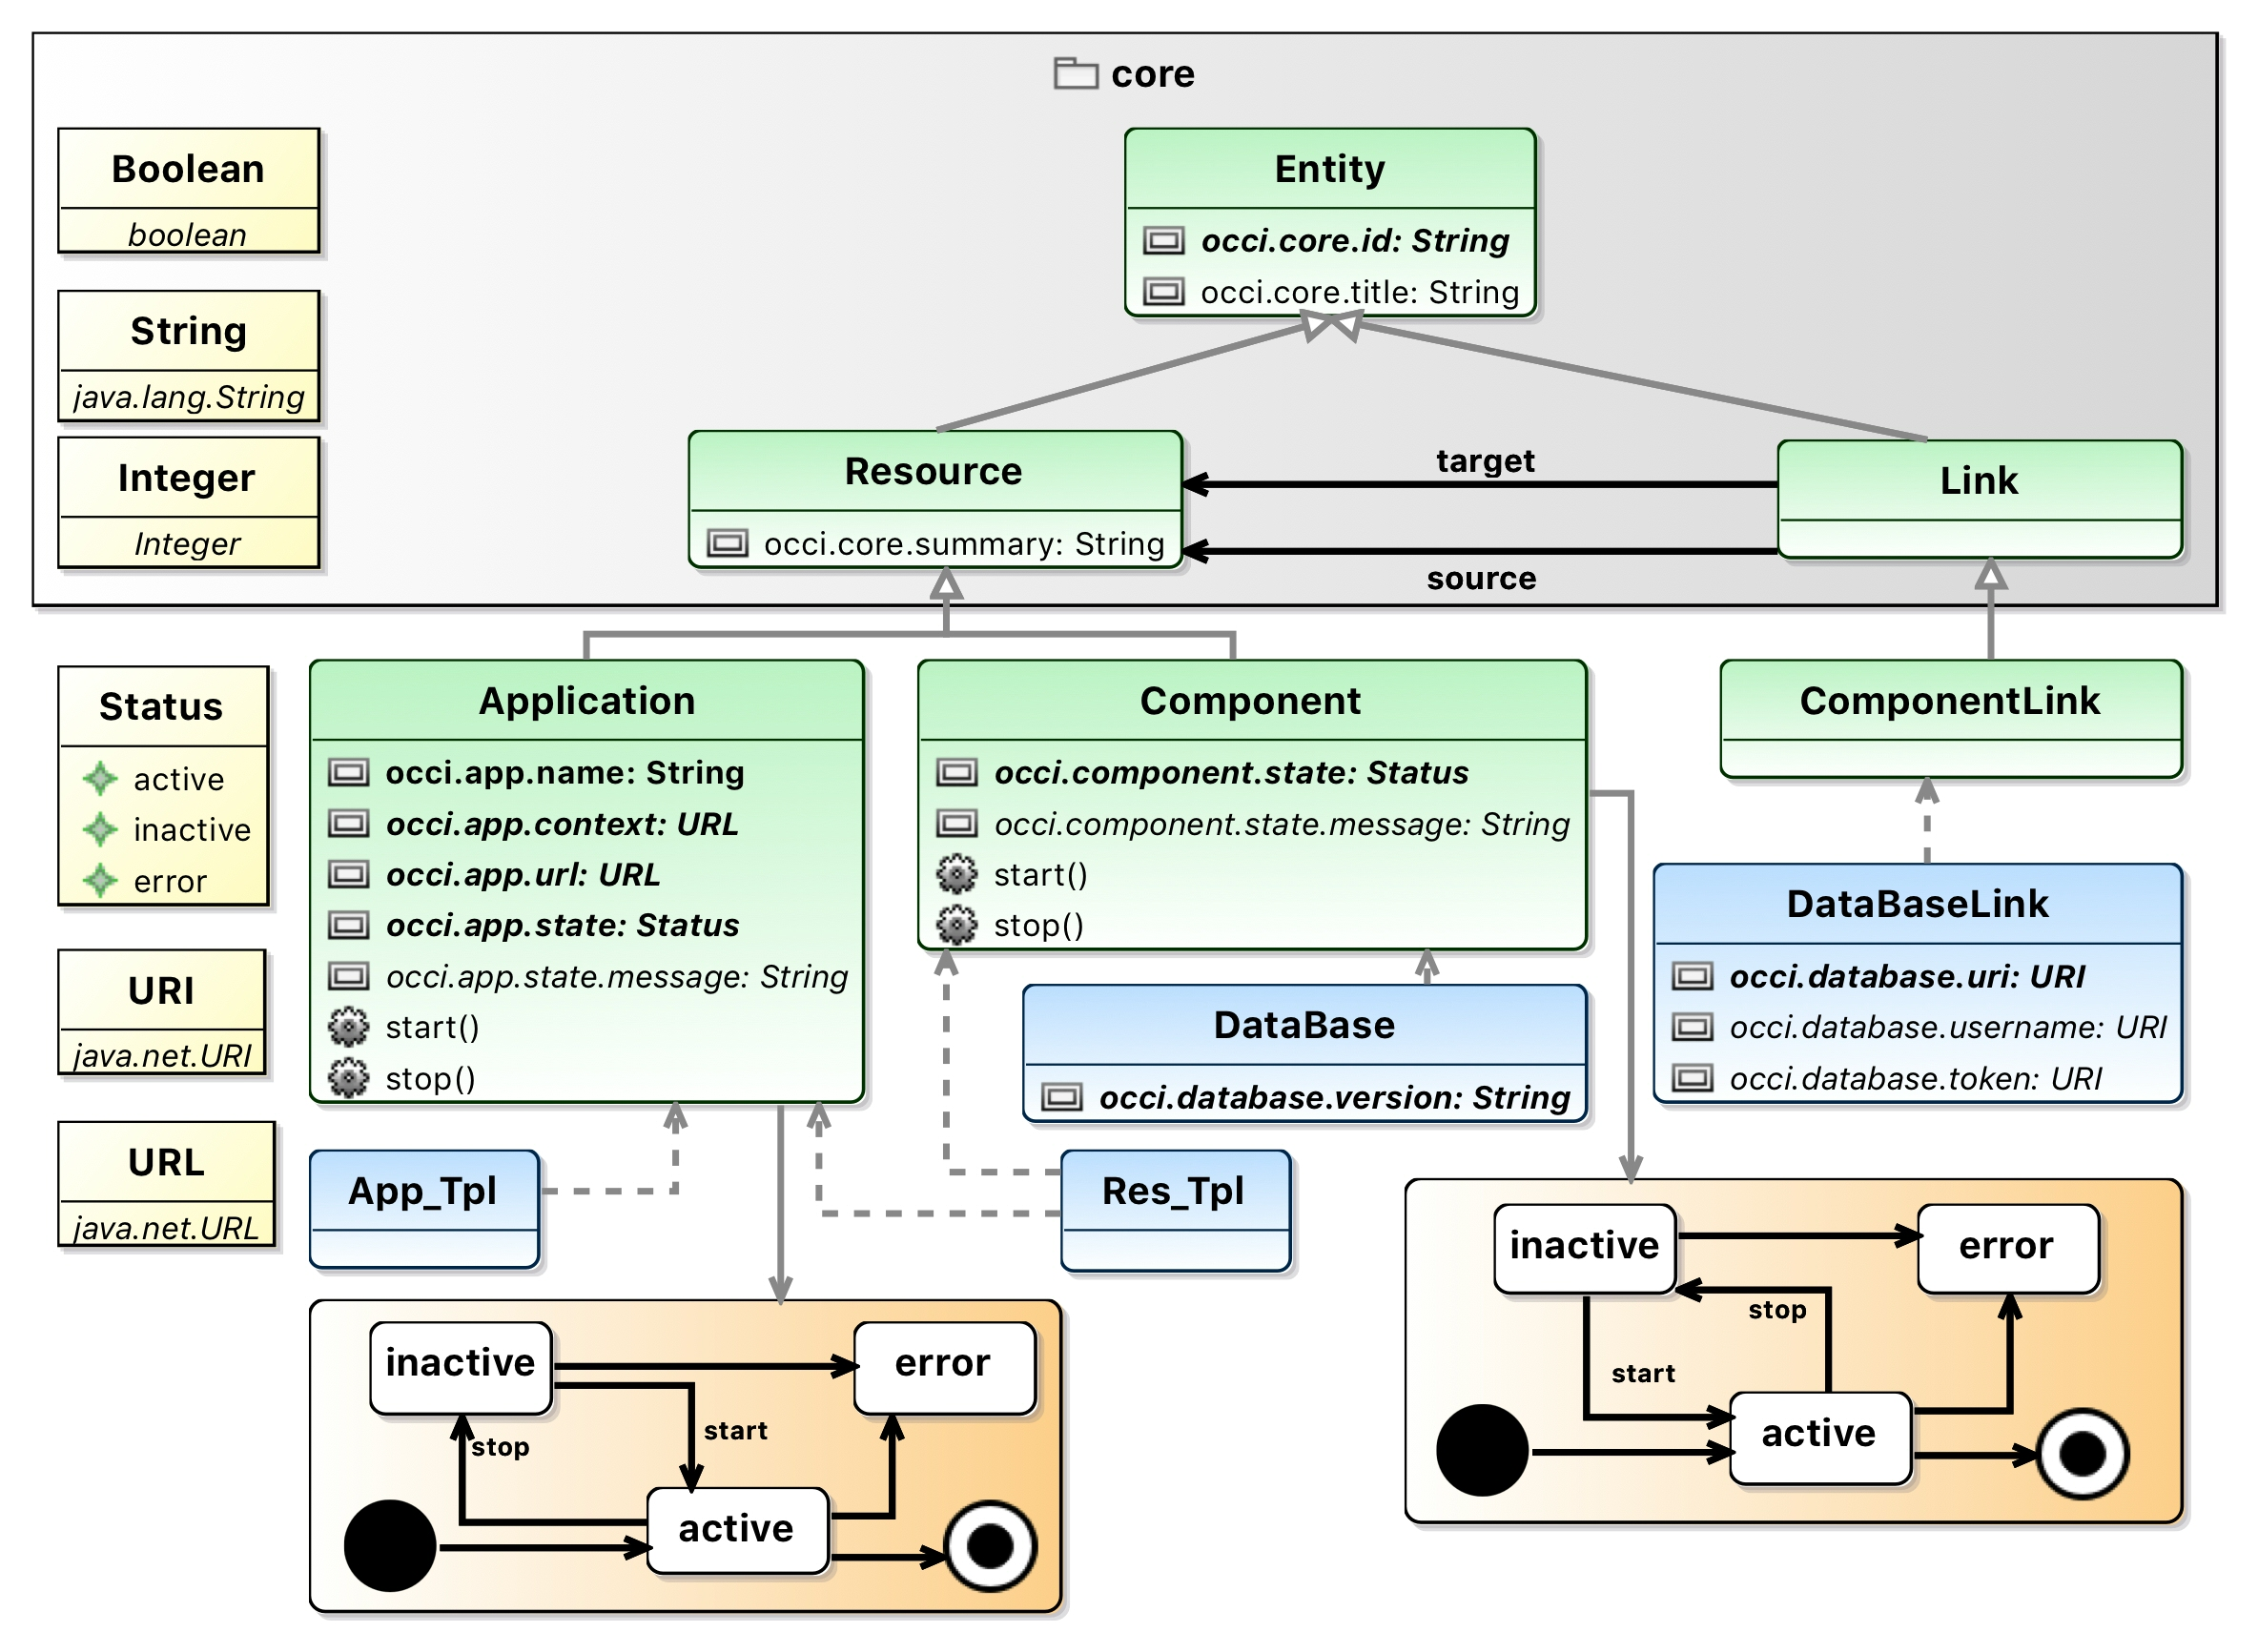 core
Boolean
boolean
String
java.lang.String
Integer
Integer
Entity
occi.core.id: String
occi.core.title: String
Resource
occi.core.summary: String
target
source
Link
Status
active
inactive
error
URI
java.net.URI
URL
java.net.URL
Application
occi.app.name: String
occi.app.context: URL
occi.app.url: URL
occi.app.state: Status
occi.app.state.message: String
start()
stop()
Component
occi.component.state: Status
occi.component.state.message: String
start()
stop()
ComponentLink
DataBaseLink
occi.database.uri: URI
occi.database.username: URI
occi.database.token: URI
DataBase
occi.database.version: String
App_Tpl
Res_Tpl
inactive
error
stop
start
active
inactive
error
start
stop
active